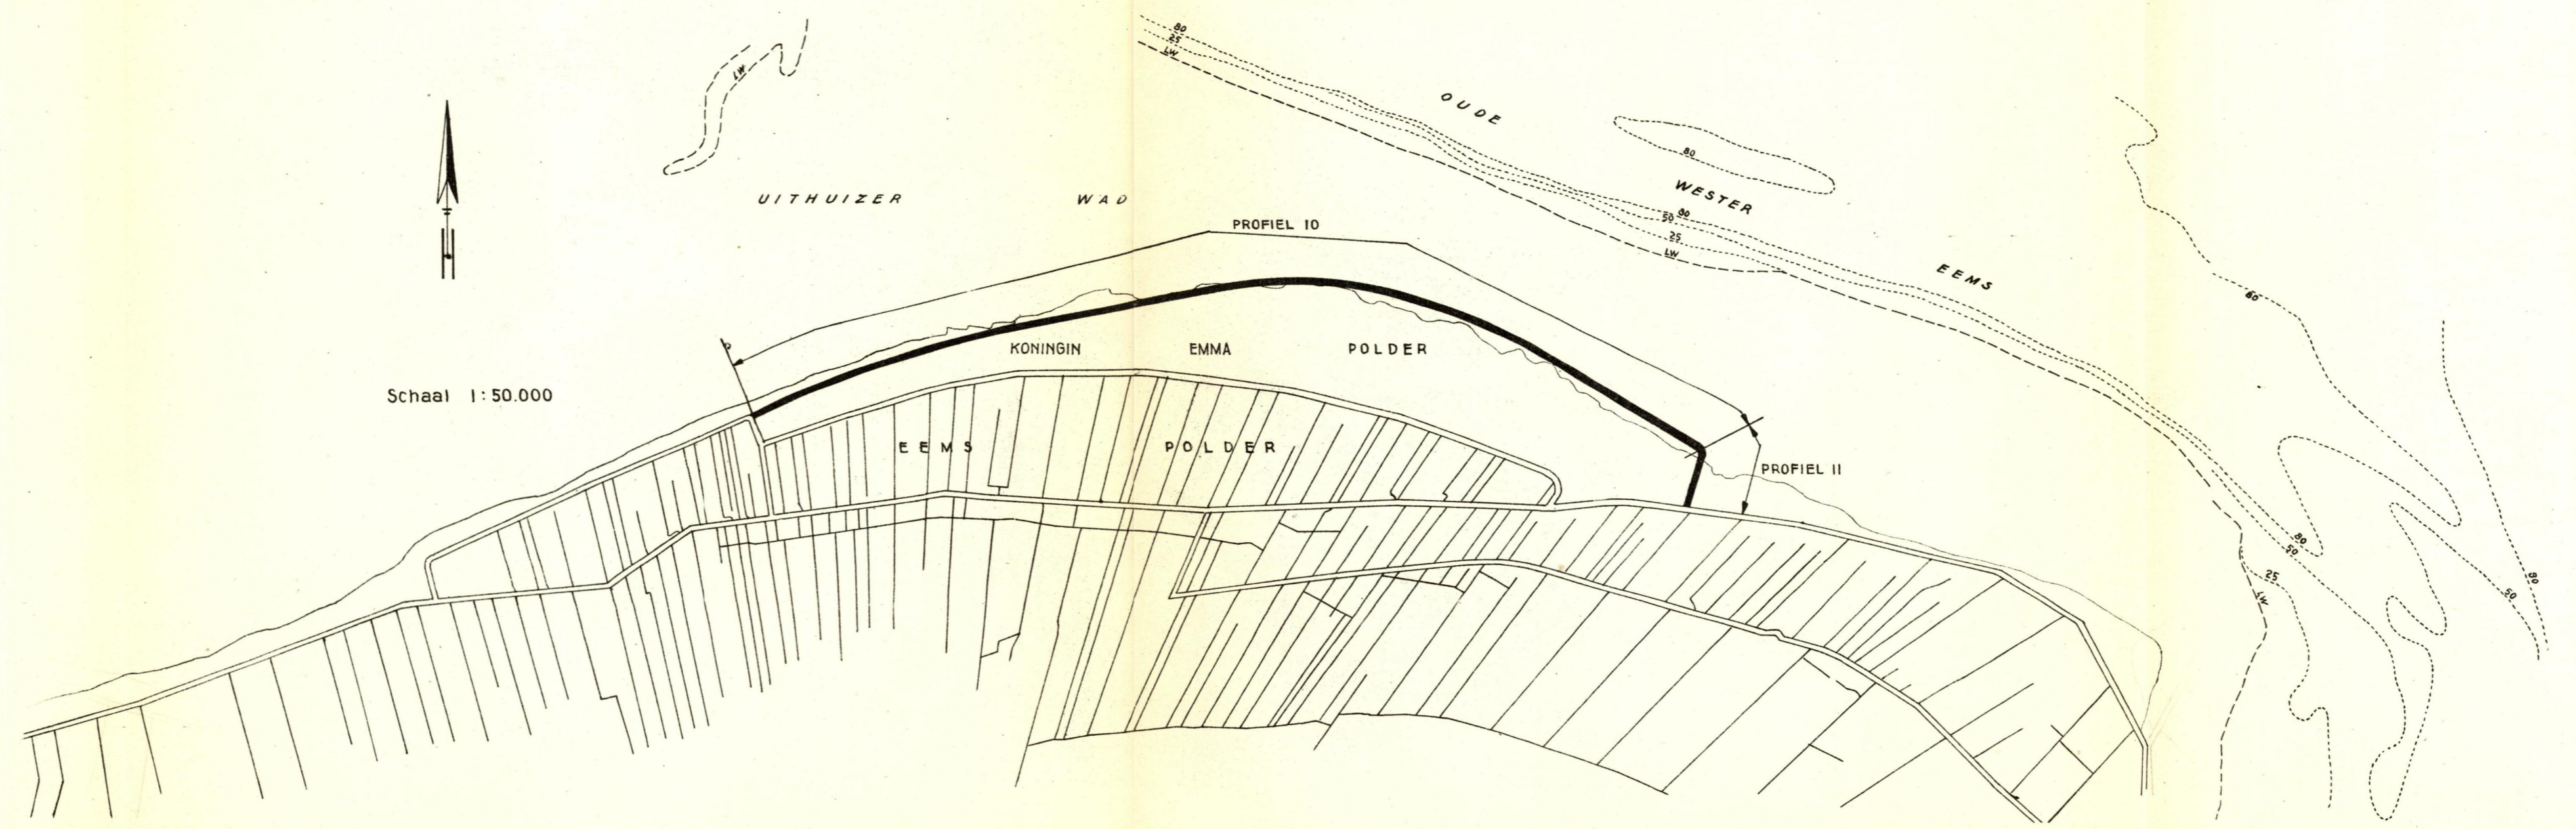 80
25
LW
LW
OUDE
80
UITHUIZER WAD
WESTER
50 80
PROFIEL 10
25
LW
EEMS
80
KONINGIN EMMA POLDER
Schaal 1:50.000
EEMS POLDER
PROFIEL 11
80
50
25
LW
80
50